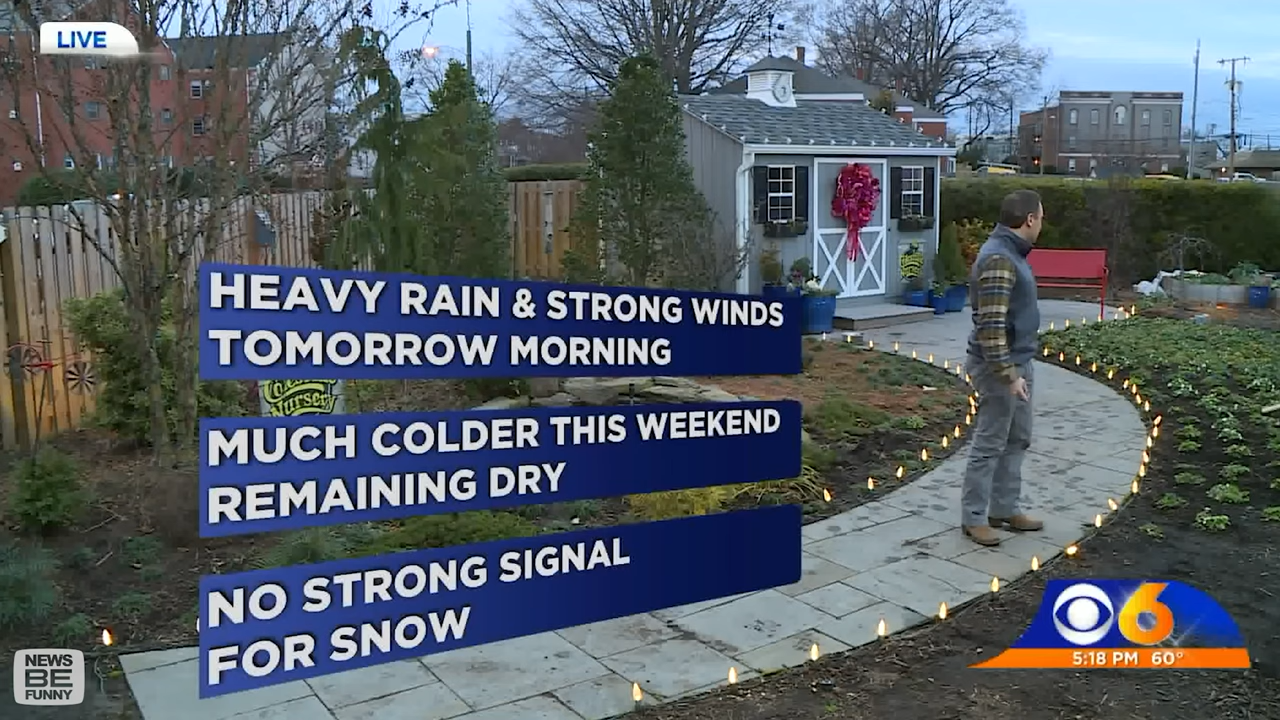 LIVE
HEAVY RAIN & STRONG WINDS
TOMORROW MORNING
Nursery
MUCH COLDER THIS WEEKEND
REMAINING DRY
NO STRONG SIGNAL
FOR SNOW
NEWS
BE
FUNNY
6
5:18 PM 60°